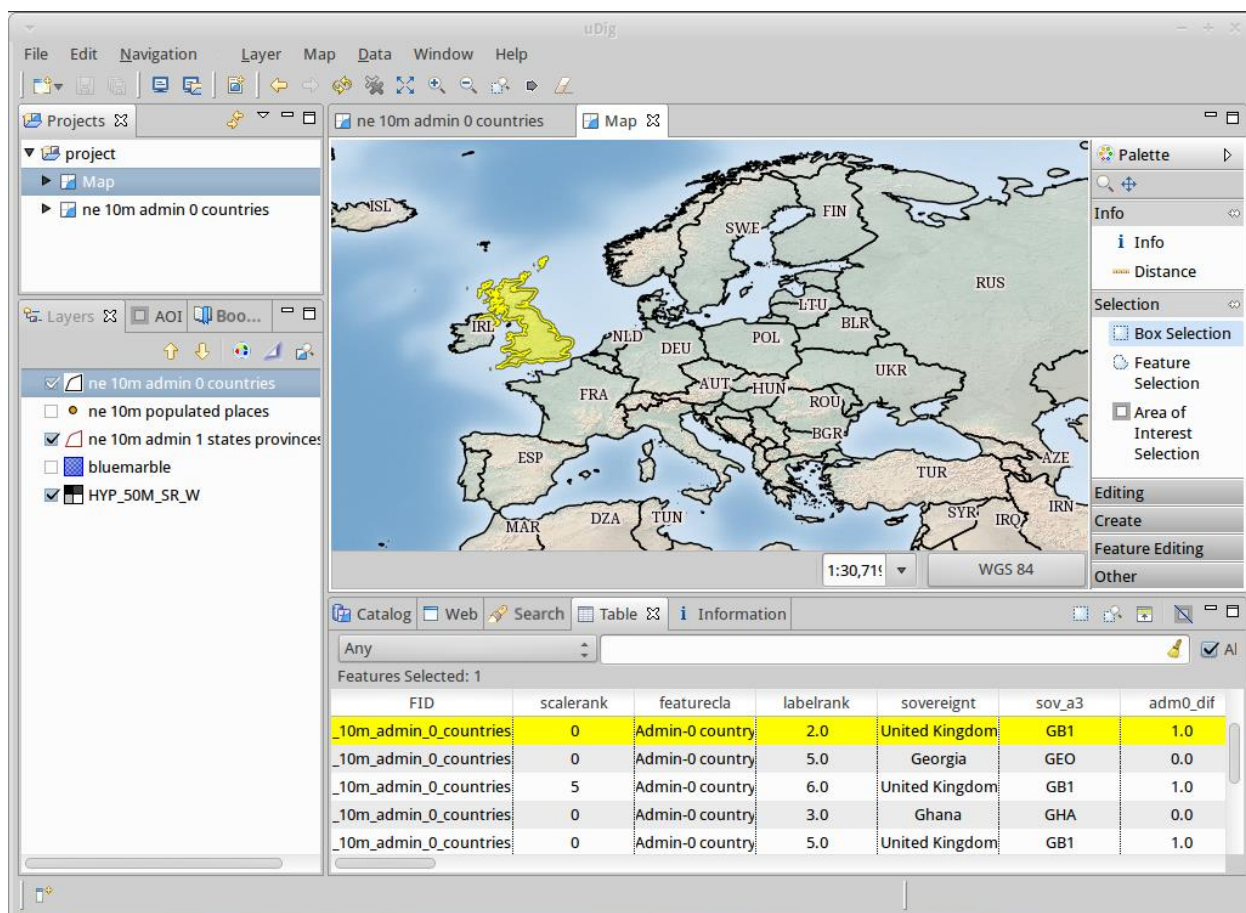 uDig
File Edit Navigation Layer Map Data Window Help
Projects
project
Map
ne 10m admin 0 countries
Layers AOI Boo...
ne 10m admin 0 countries
ne 10m populated places
ne 10m admin 1 states provinces
bluemarble
HYP_50M_SR_W
ne 10m admin 0 countries Map
ISL
SWE
FIN
RUS
IRL
LTU
BLR
NLD
DEU
POL
UKR
FRA
AUT
HUN
ROU
BGR
ESP
TUR
AZE
MAR
DZA
TUN
SYR
IRQ
IRN
1:30,719 WGS 84
Palette
Info
Info
Distance
Selection
Box Selection
Feature
Selection
Area of
Interest
Selection
Editing
Create
Feature Editing
Other
Catalog Web Search Table Information
Any Al
Features Selected: 1
FID scalerank featurecla labelrank sovereignt sov_a3 adm0_dif
_10m_admin_0_countries 0 Admin-0 country 2.0 United Kingdom GB1 1.0
_10m_admin_0_countries 0 Admin-0 country 5.0 Georgia GEO 0.0
_10m_admin_0_countries 5 Admin-0 country 6.0 United Kingdom GB1 1.0
_10m_admin_0_countries 0 Admin-0 country 3.0 Ghana GHA 0.0
_10m_admin_0_countries 0 Admin-0 country 5.0 United Kingdom GB1 1.0